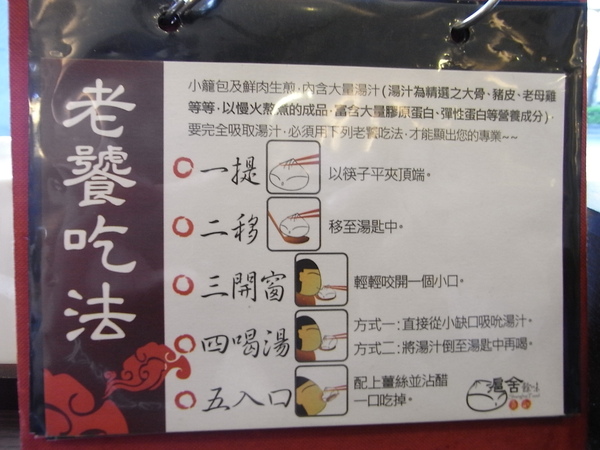 老饕吃法
小籠包及鮮肉生煎,內含大量湯汁(湯汁為精選之大骨、豬皮、老母雞
等等,以慢火熬煮的成品,富含大量膠原蛋白、彈性蛋白等營養成分),
要完全吸取湯汁,必須用下列老饕吃法,才能顯出您的專業~~
一提 以筷子平夾頂端。
二移 移至湯匙中。
三開窗 輕輕咬開一個小口。
四喝湯 方式一:直接從小缺口吸吮湯汁。
方式二:將湯汁倒至湯匙中再喝。
五入口 配上薑絲並沾醋
一口吃掉。
滬舍